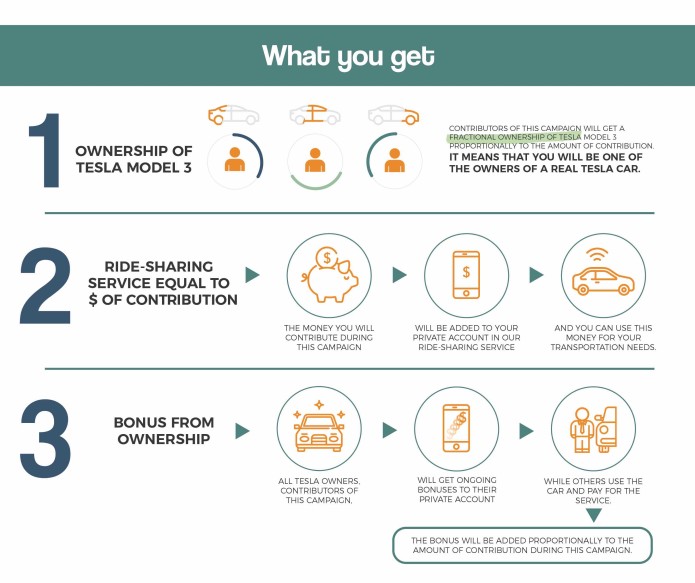 What you get
1
OWNERSHIP OF
TESLA MODEL 3
CONTRIBUTORS OF THIS CAMPAIGN WILL GET A
FRACTIONAL OWNERSHIP OF TESLA MODEL 3
PROPORTIONALLY TO THE AMOUNT OF CONTRIBUTION.
IT MEANS THAT YOU WILL BE ONE OF
THE OWNERS OF A REAL TESLA CAR.
2
RIDE-SHARING
SERVICE EQUAL TO
$ OF CONTRIBUTION
$
THE MONEY YOU WILL
CONTRIBUTE DURING
THIS CAMPAIGN
$
WILL BE ADDED TO YOUR
PRIVATE ACCOUNT IN OUR
RIDE-SHARING SERVICE
AND YOU CAN USE THIS
MONEY FOR YOUR
TRANSPORTATION NEEDS.
3
BONUS FROM
OWNERSHIP
ALL TESLA OWNERS,
CONTRIBUTORS OF
THIS CAMPAIGN,
WILL GET ONGOING
BONUSES TO THEIR
PRIVATE ACCOUNT
WHILE OTHERS USE THE
CAR AND PAY FOR THE
SERVICE.
THE BONUS WILL BE ADDED PROPORTIONALLY TO THE
AMOUNT OF CONTRIBUTION DURING THIS CAMPAIGN.